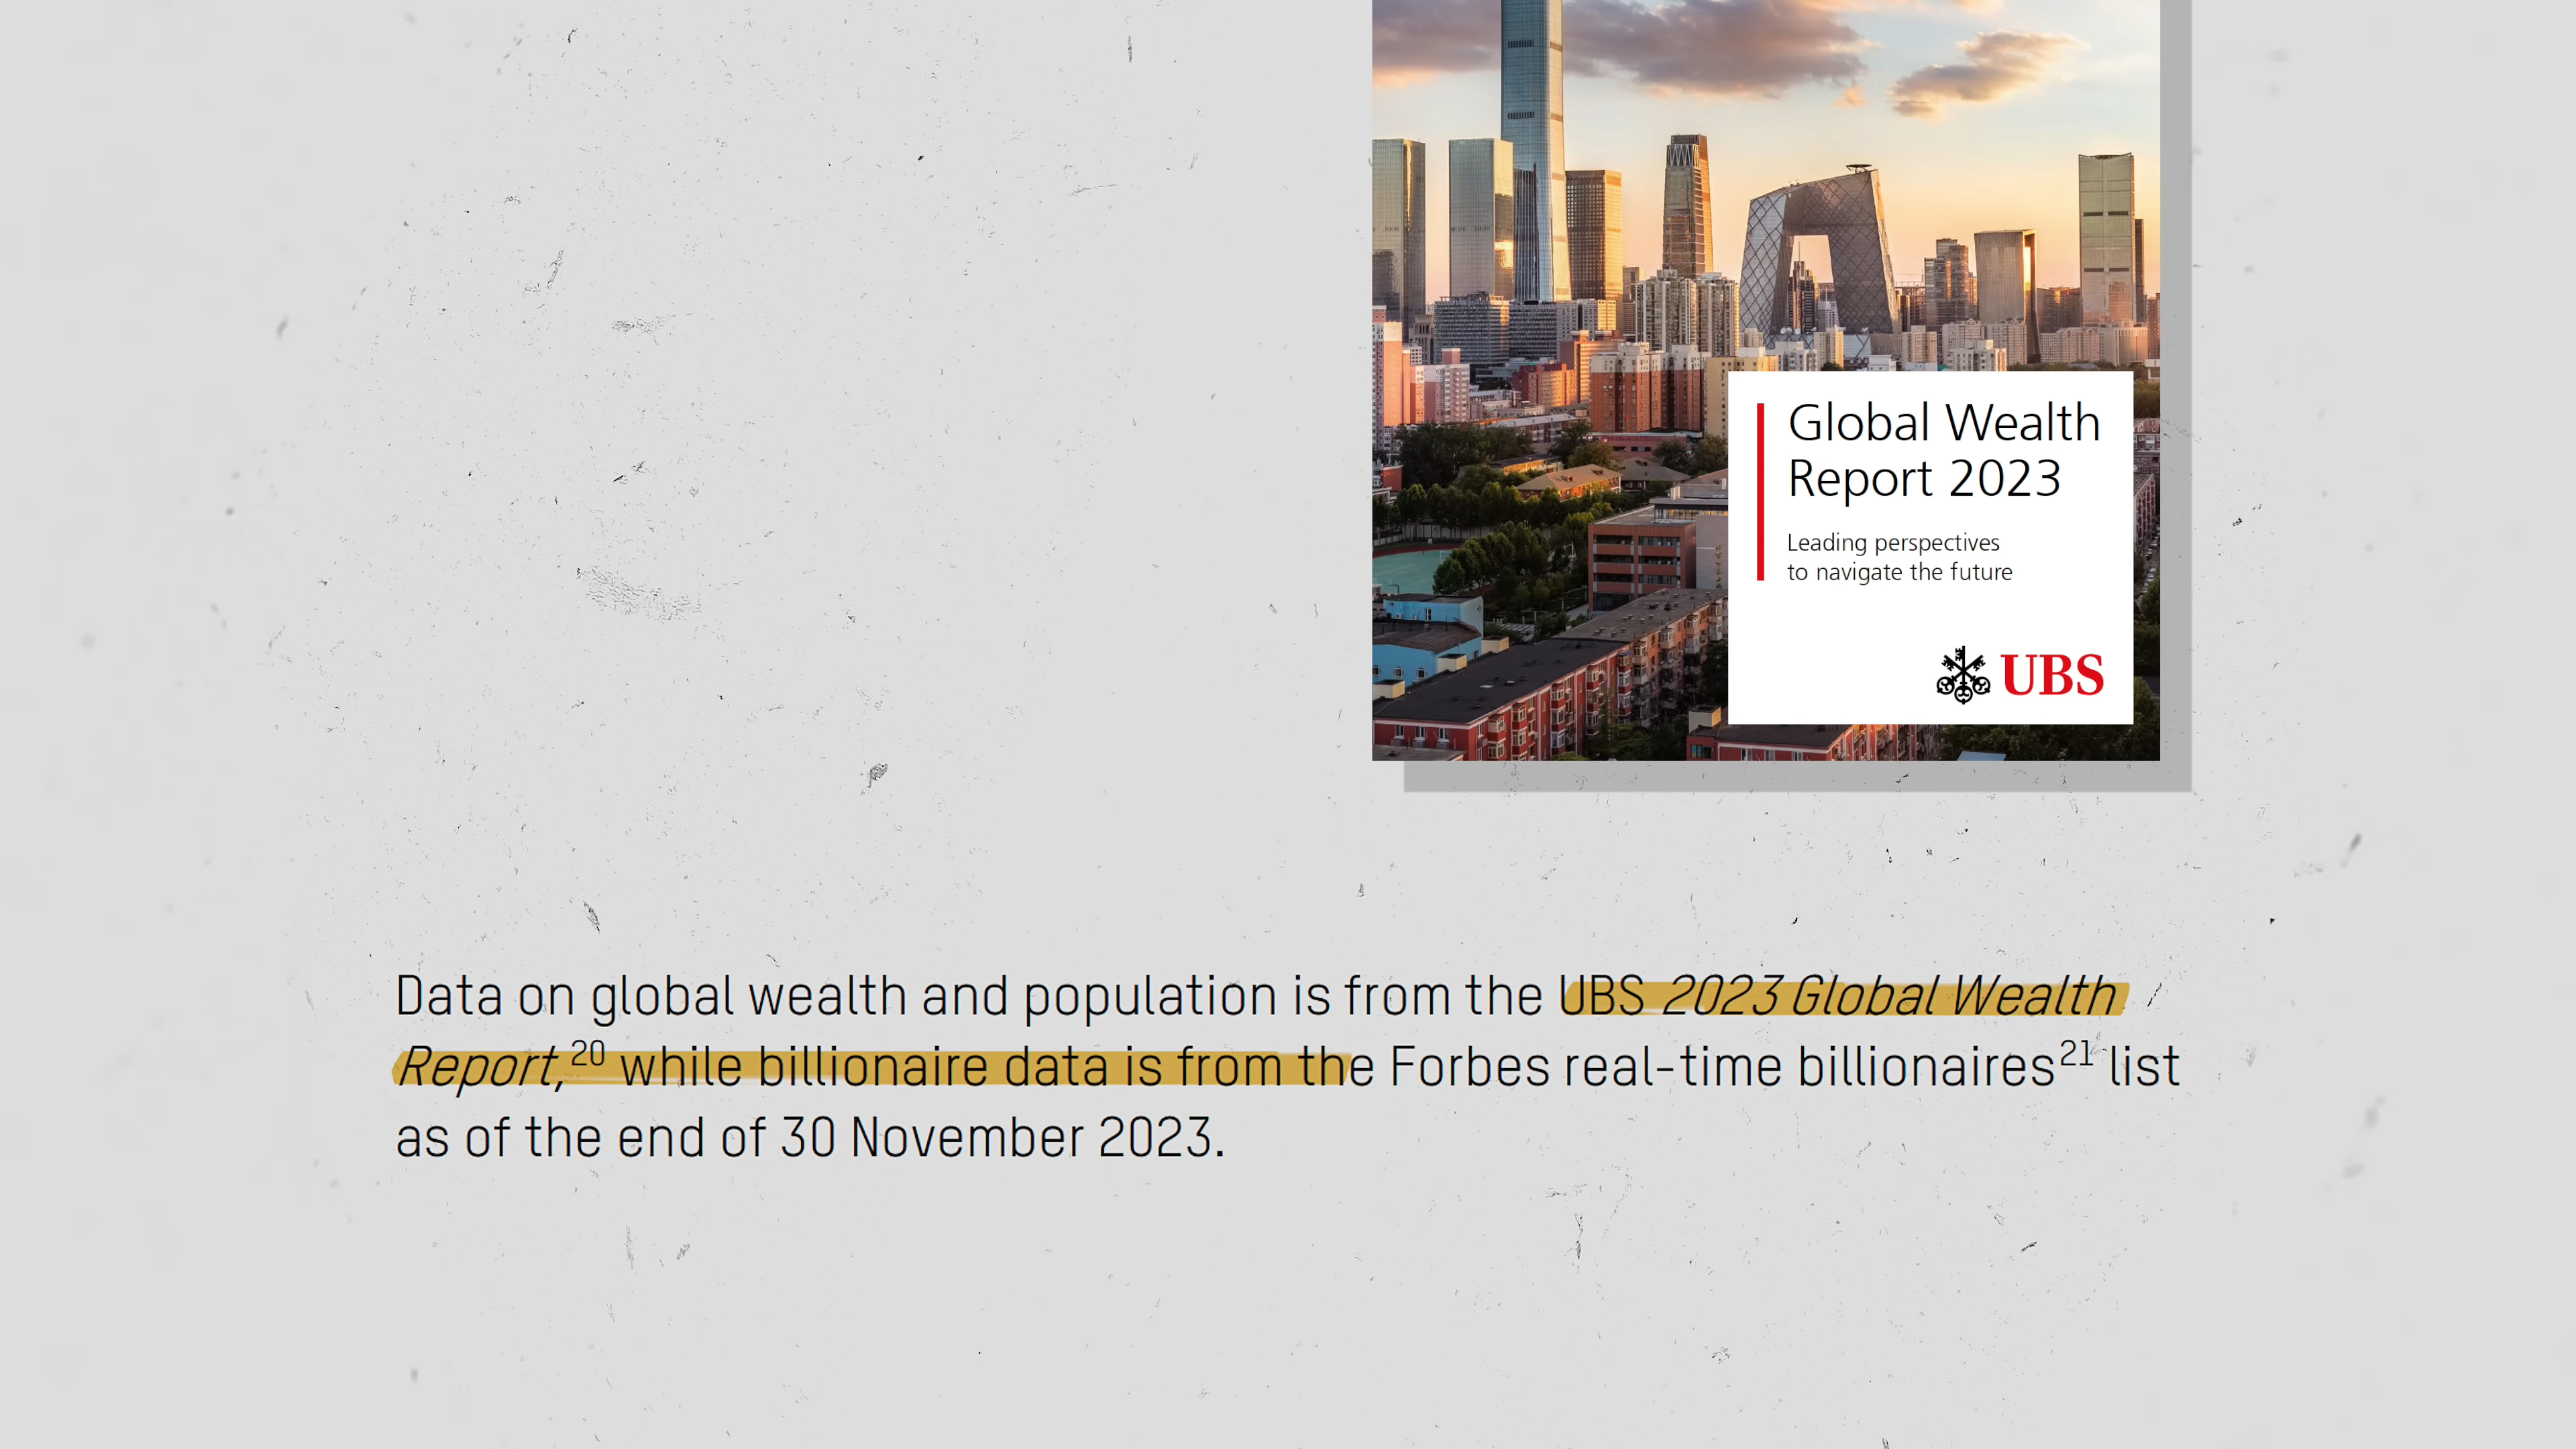 Global Wealth
Report 2023
Leading perspectives
to navigate the future
UBS
Data on global wealth and population is from the UBS 2023 Global Wealth
Report,20 while billionaire data is from the Forbes real-time billionaires21 list
as of the end of 30 November 2023.